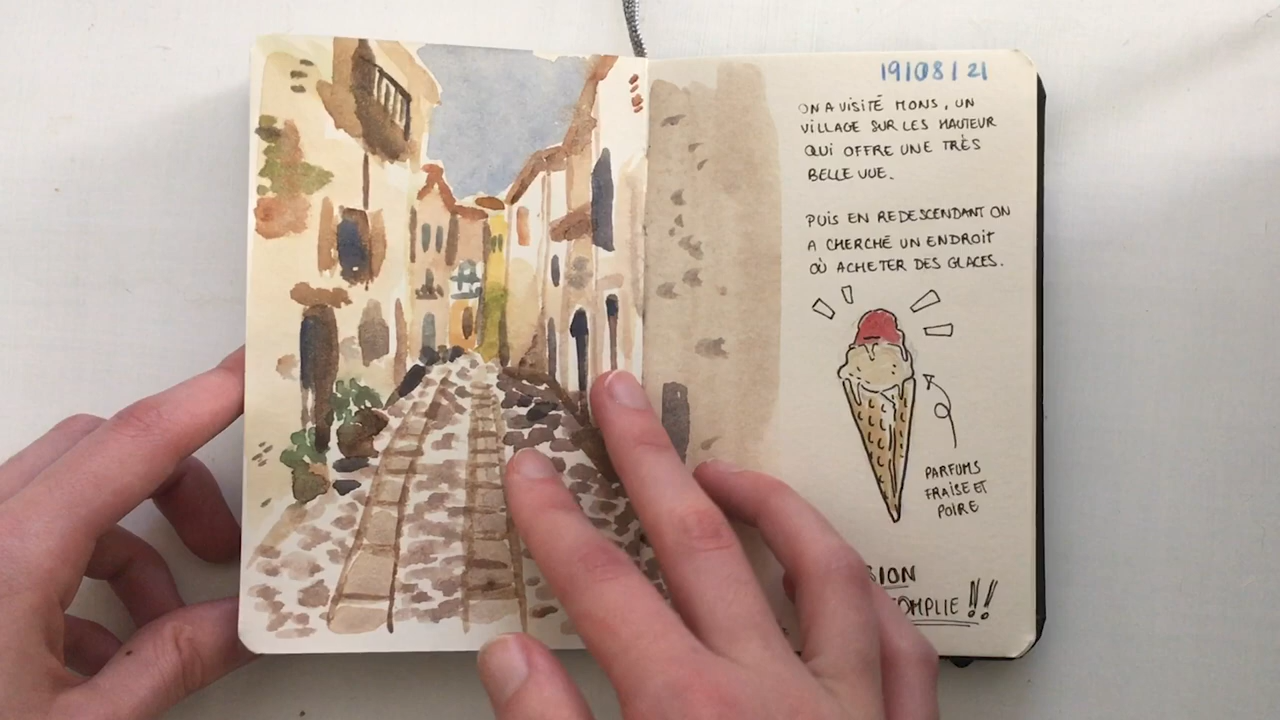 19/08/21
ON A VISITÉ MONS, UN
VILLAGE SUR LES HAUTEUR
QUI OFFRE UNE TRÈS
BELLE VUE.
PUIS EN REDESCENDANT ON
A CHERCHÉ UN ENDROIT
OÙ ACHETER DES GLACES.
PARFUMS
FRAISE ET
POIRE
SION
OMPLIE !!